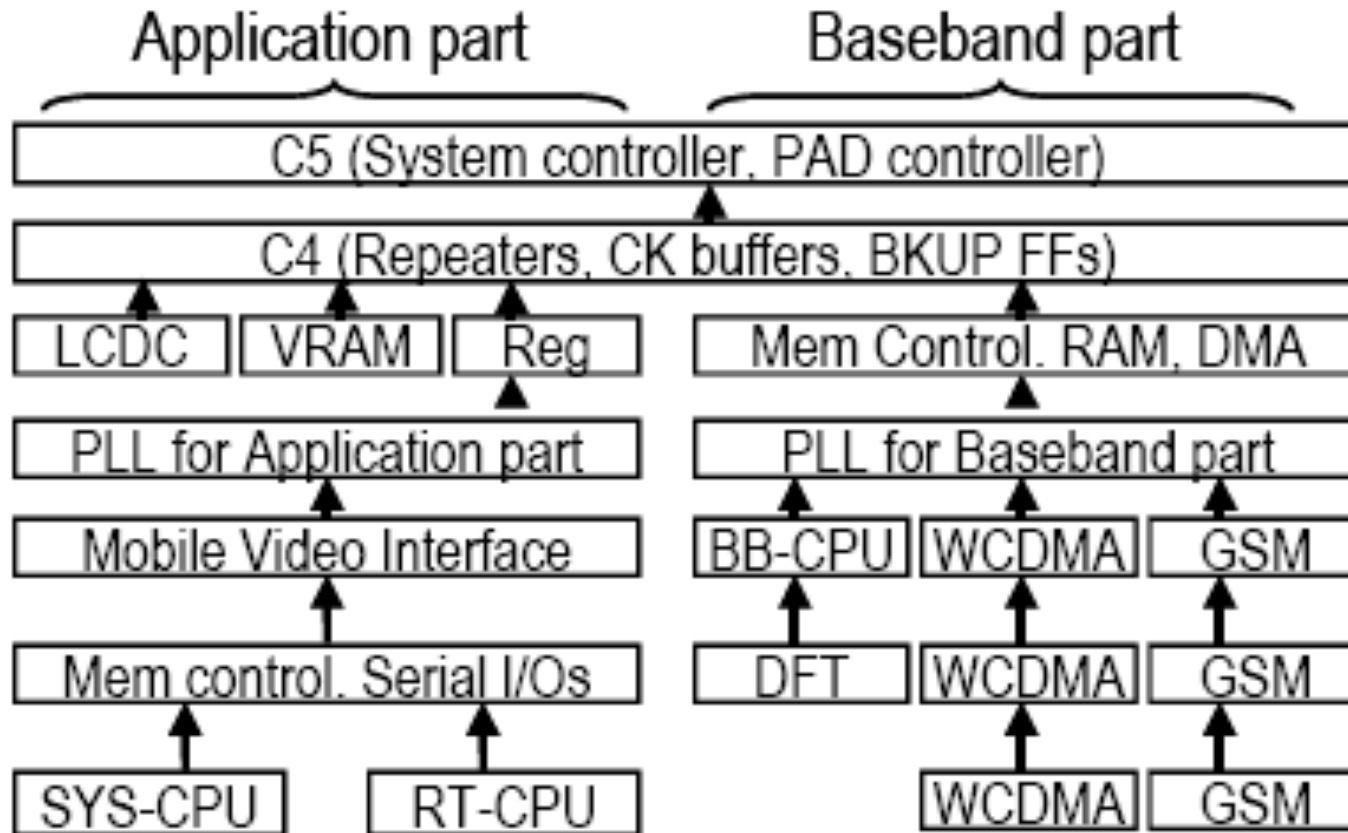 Application part
Baseband part
C5 (System controller, PAD controller)
C4 (Repeaters, CK buffers, BKUP FFs)
LCDC VRAM Reg Mem Control. RAM, DMA
PLL for Application part PLL for Baseband part
Mobile Video Interface BB-CPU WCDMA GSM
Mem control. Serial I/Os DFT WCDMA GSM
SYS-CPU RT-CPU WCDMA GSM